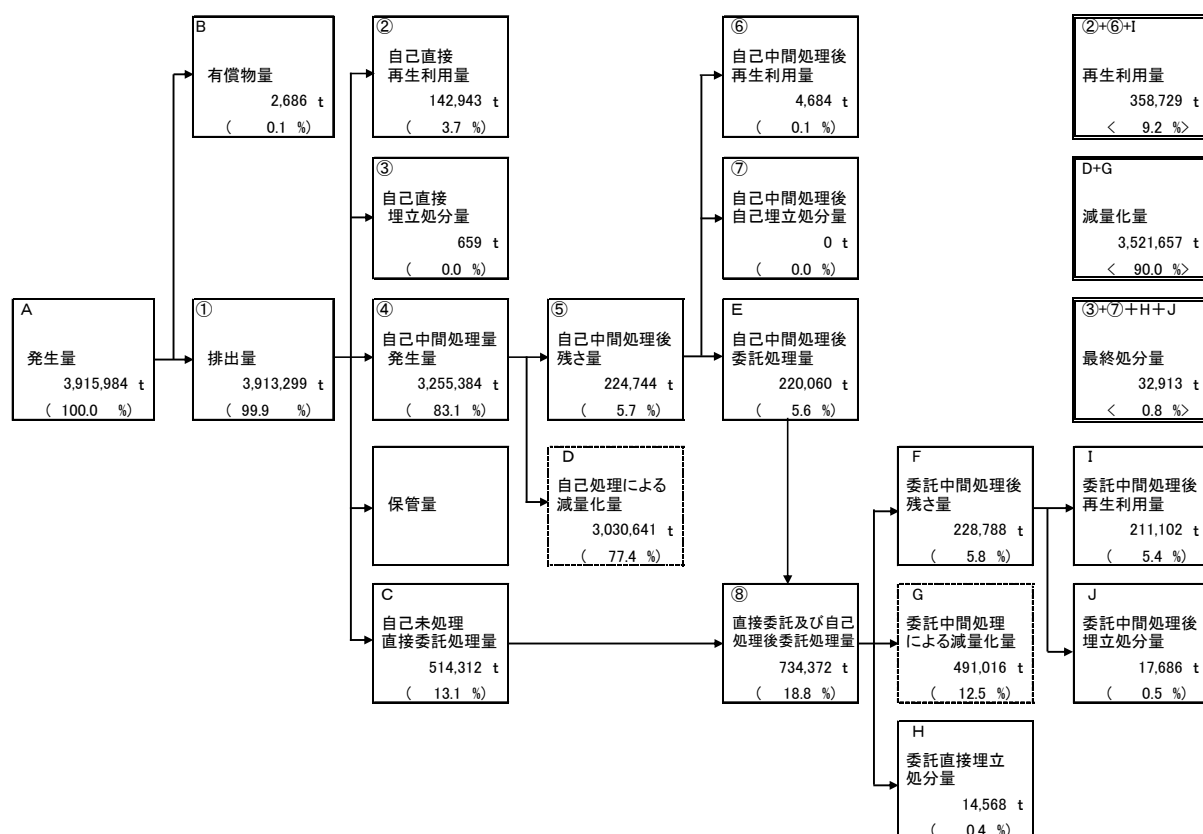 B
有償物量
2,686 t
( 0.1 %)
②
自己直接
再生利用量
142,943 t
( 3.7 %)
⑥
自己中間処理後
再生利用量
4,684 t
( 0.1 %)
②+⑥+I
再生利用量
358,729 t
< 9.2 %>
③
自己直接
埋立処分量
659 t
( 0.0 %)
⑦
自己中間処理後
自己埋立処分量
0 t
( 0.0 %)
D+G
減量化量
3,521,657 t
< 90.0 %>
A
発生量
3,915,984 t
( 100.0 %)
①
排出量
3,913,299 t
( 99.9 %)
④
自己中間処理量
発生量
3,255,384 t
( 83.1 %)
⑤
自己中間処理後
残さ量
224,744 t
( 5.7 %)
E
自己中間処理後
委託処理量
220,060 t
( 5.6 %)
③+⑦+H+J
最終処分量
32,913 t
< 0.8 %>
保管量
D
自己処理による
減量化量
3,030,641 t
( 77.4 %)
F
委託中間処理後
残さ量
228,788 t
( 5.8 %)
I
委託中間処理後
再生利用量
211,102 t
( 5.4 %)
C
自己未処理
直接委託処理量
514,312 t
( 13.1 %)
⑧
直接委託及び自己
処理後委託処理量
734,372 t
( 18.8 %)
G
委託中間処理
による減量化量
491,016 t
( 12.5 %)
J
委託中間処理後
埋立処分量
17,686 t
( 0.5 %)
H
委託直接埋立
処分量
14,568 t
( 0.4 %)